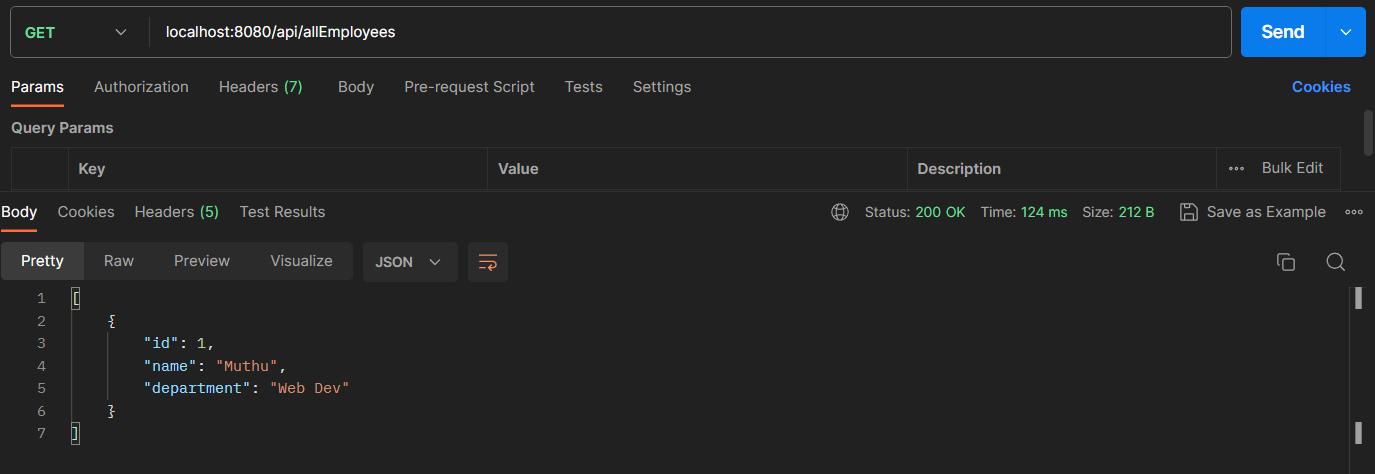 GET localhost:8080/api/allEmployees Send
Params Authorization Headers (7) Body Pre-request Script Tests Settings Cookies
Query Params
Key Value Description ••• Bulk Edit
Body Cookies Headers (5) Test Results Status: 200 OK Time: 124 ms Size: 212 B Save as Example •••
Pretty Raw Preview Visualize JSON
1 [
2 {
3 "id": 1,
4 "name": "Muthu",
5 "department": "Web Dev"
6 }
7 ]